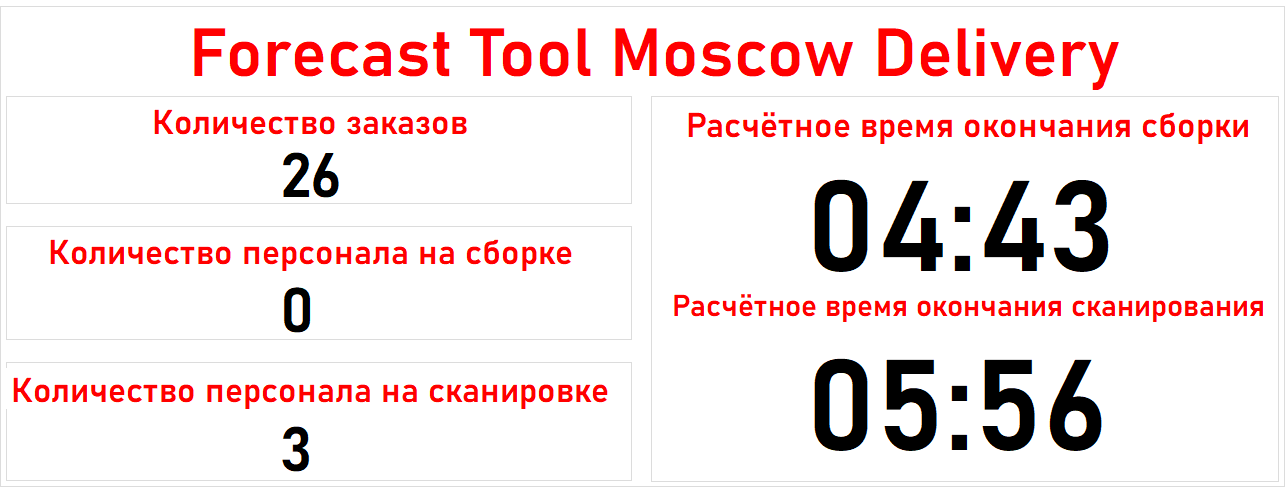 Forecast Tool Moscow Delivery
Количество заказов
26
Количество персонала на сборке
0
Количество персонала на сканировке
3
Расчётное время окончания сборки
04:43
Расчётное время окончания сканирования
05:56